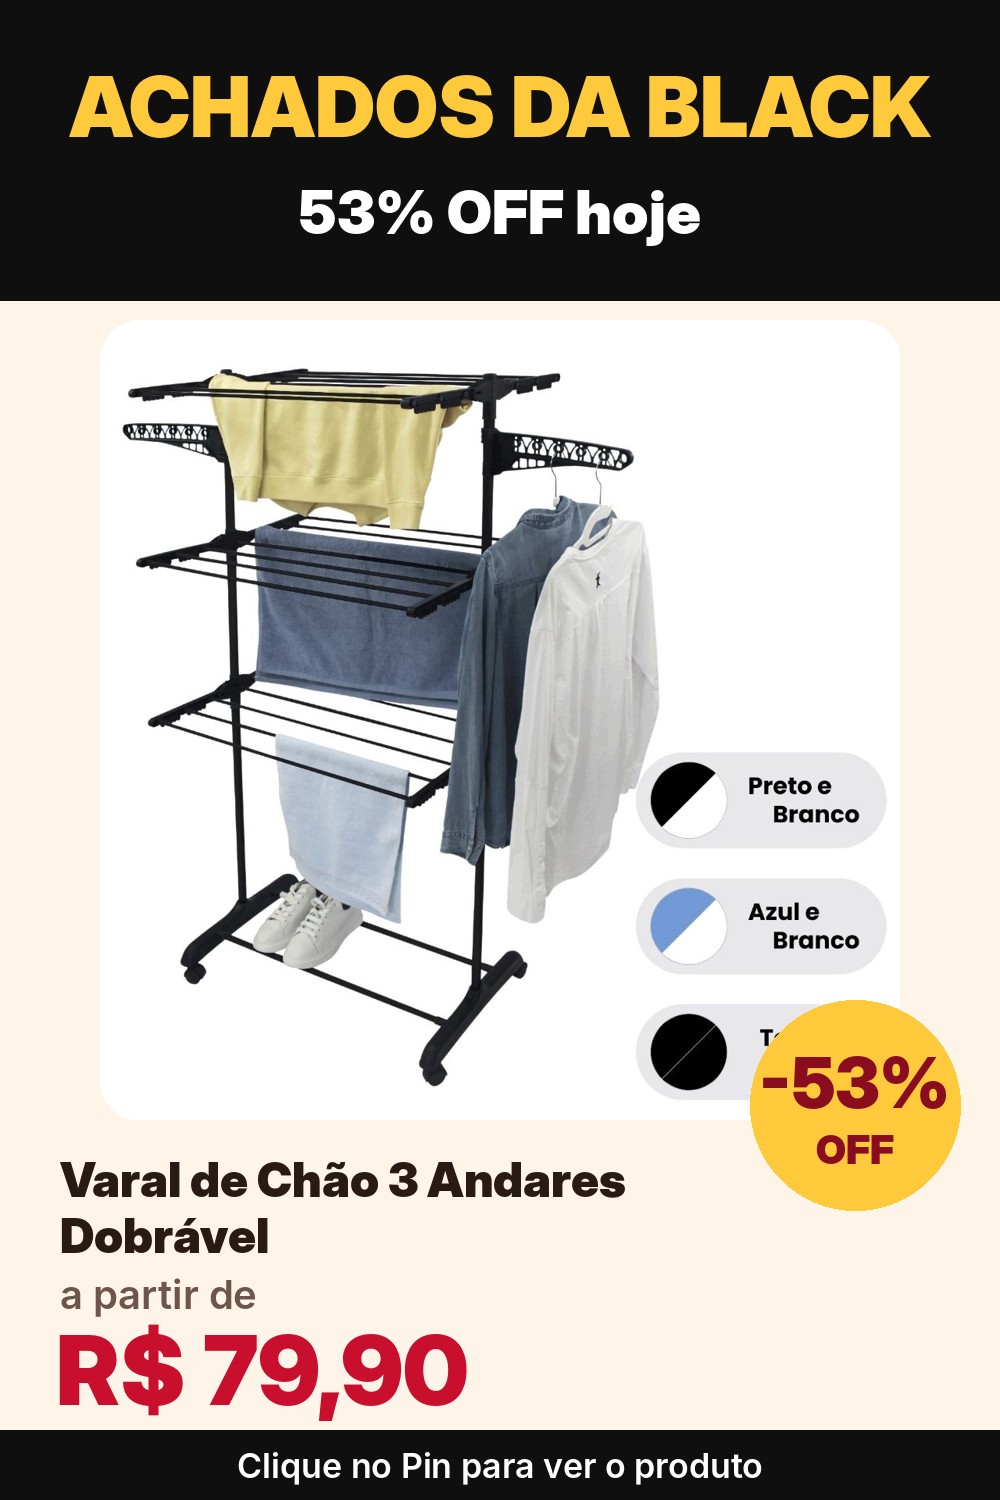 ACHADOS DA BLACK
53% OFF hoje
Preto e
Branco
Azul e
Branco
-53%
OFF
Varal de Chão 3 Andares
Dobrável
a partir de
R$ 79,90
Clique no Pin para ver o produto